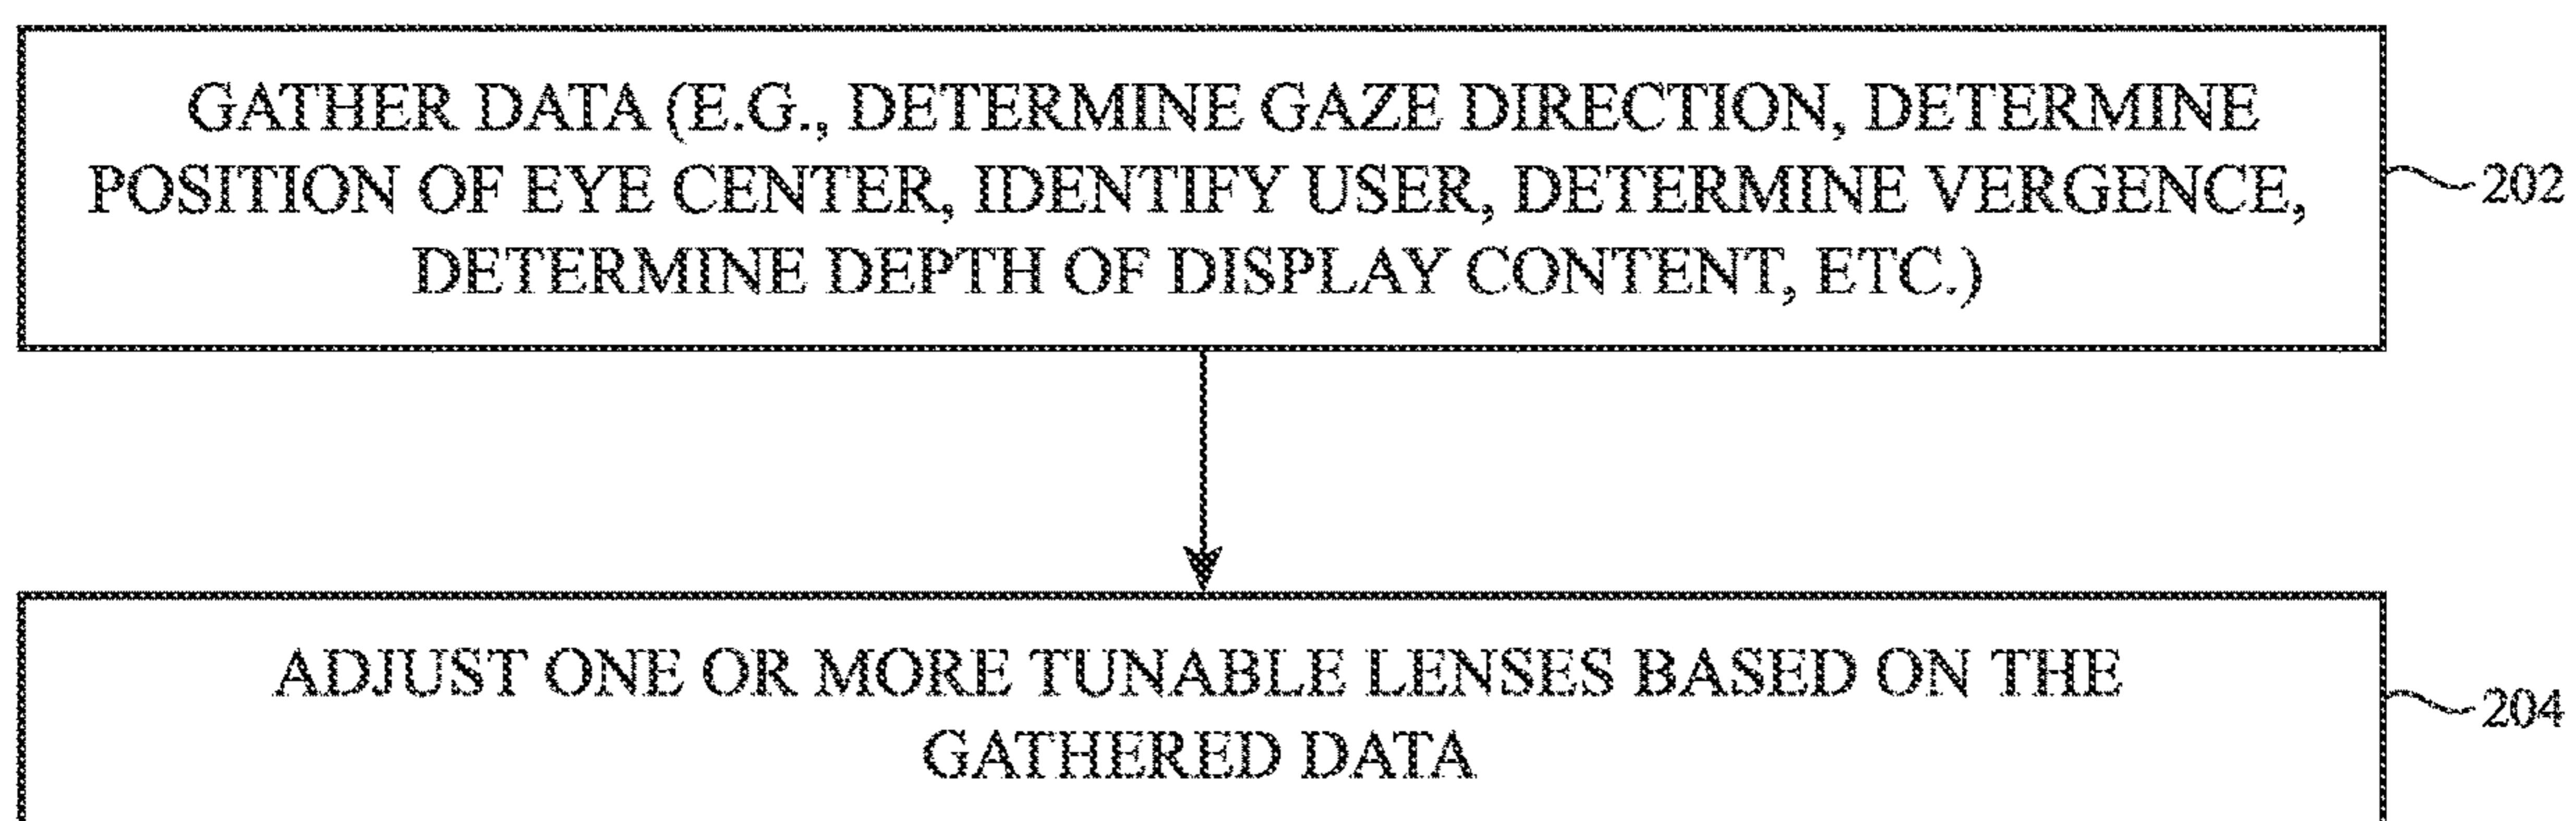 GATHER DATA (E.G., DETERMINE GAZE DIRECTION, DETERMINE
POSITION OF EYE CENTER, IDENTIFY USER, DETERMINE VERGENCE,
DETERMINE DEPTH OF DISPLAY CONTENT, ETC.)
202
ADJUST ONE OR MORE TUNABLE LENSES BASED ON THE
GATHERED DATA
204